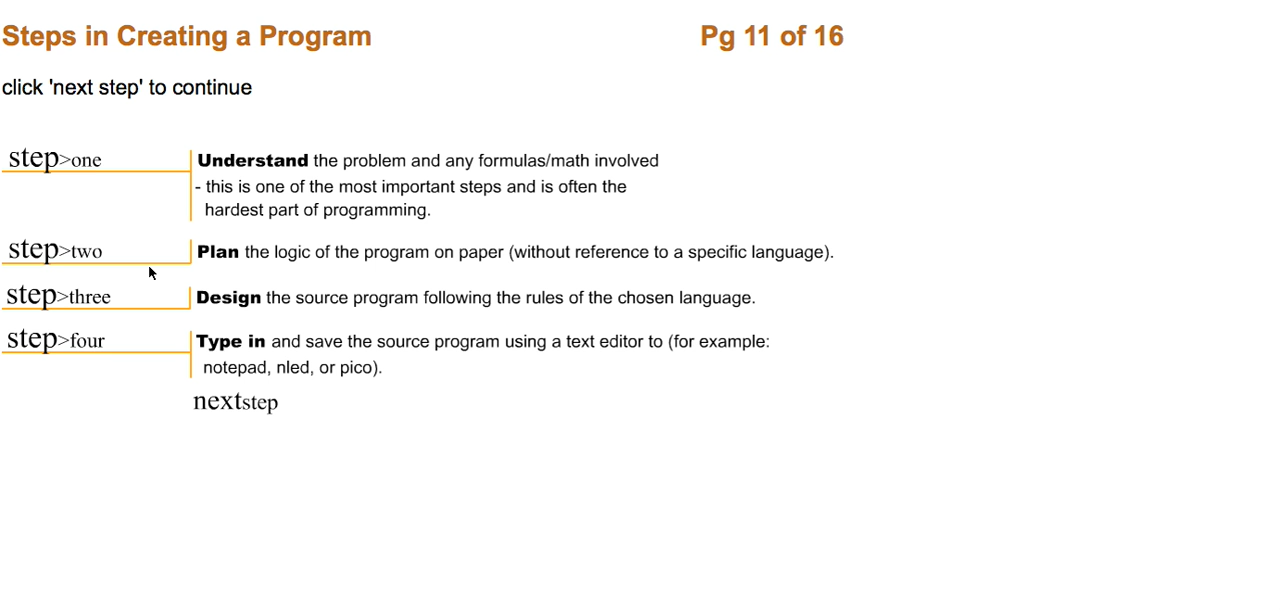 Steps in Creating a Program Pg 11 of 16
click 'next step' to continue
step>one Understand the problem and any formulas/math involved
- this is one of the most important steps and is often the
hardest part of programming.
step>two Plan the logic of the program on paper (without reference to a specific language).
step>three Design the source program following the rules of the chosen language.
step>four Type in and save the source program using a text editor to (for example:
notepad, nled, or pico).
nextstep